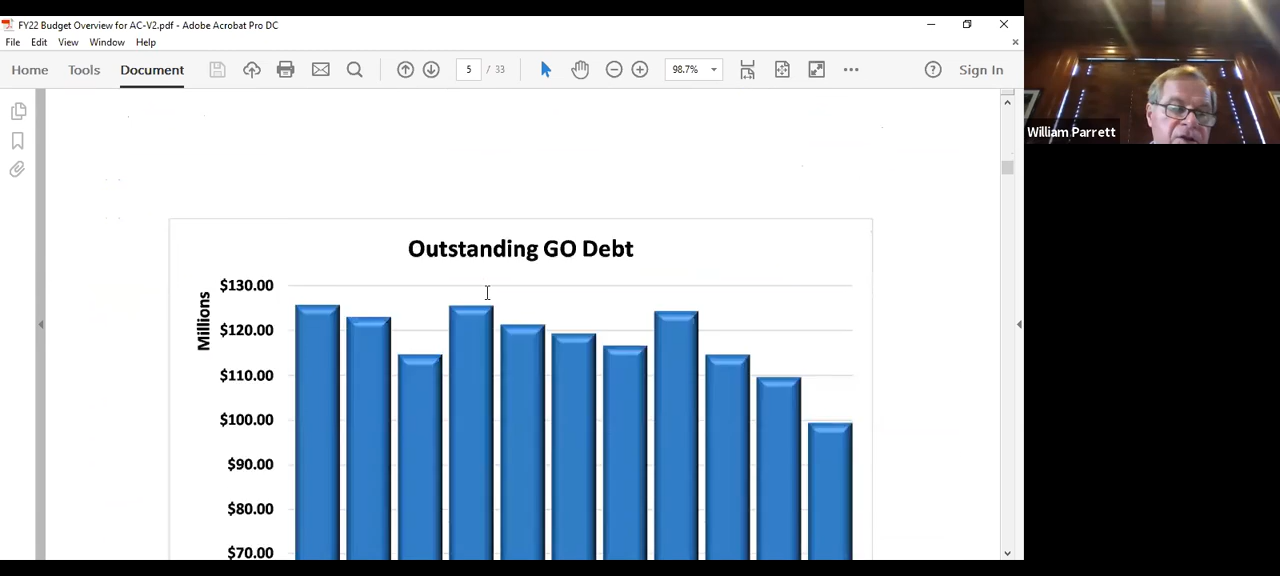 FY22 Budget Overview for AC-V2.pdf - Adobe Acrobat Pro DC
File Edit View Window Help
Home Tools Document 5 / 33 98.7% Sign In
William Parrett
Outstanding GO Debt
Millions
$130.00
$120.00
$110.00
$100.00
$90.00
$80.00
$70.00